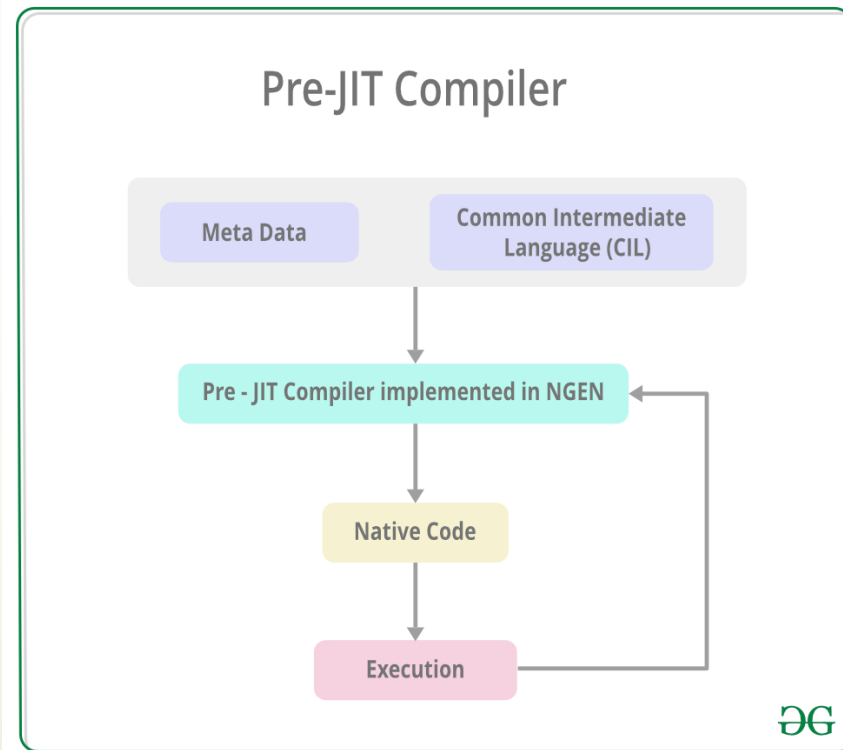 Pre-JIT Compiler
Meta Data
Common Intermediate
Language (CIL)
Pre - JIT Compiler implemented in NGEN
Native Code
Execution